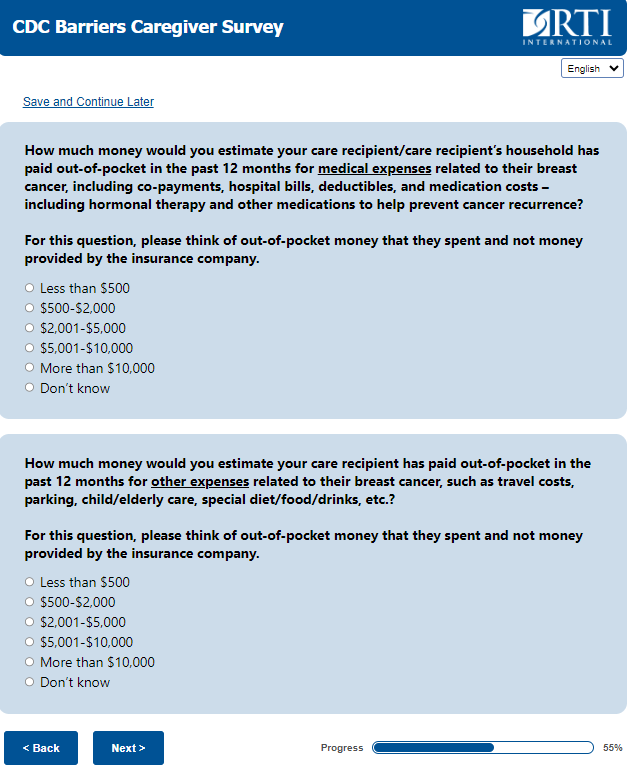 CDC Barriers Caregiver Survey
RTI
INTERNATIONAL
English
Save and Continue Later
How much money would you estimate your care recipient/care recipient's household has
paid out-of-pocket in the past 12 months for medical expenses related to their breast
cancer, including co-payments, hospital bills, deductibles, and medication costs –
including hormonal therapy and other medications to help prevent cancer recurrence?
For this question, please think of out-of-pocket money that they spent and not money
provided by the insurance company.
Less than $500
$500-$2,000
$2,001-$5,000
$5,001-$10,000
More than $10,000
Don't know
How much money would you estimate your care recipient has paid out-of-pocket in the
past 12 months for other expenses related to their breast cancer, such as travel costs,
parking, child/elderly care, special diet/food/drinks, etc.?
For this question, please think of out-of-pocket money that they spent and not money
provided by the insurance company.
Less than $500
$500-$2,000
$2,001-$5,000
$5,001-$10,000
More than $10,000
Don't know
< Back
Next >
Progress
55%